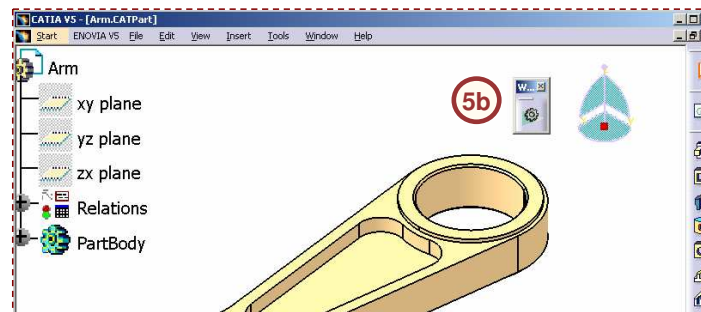 CATIA V5 - [Arm.CATPart]
Start ENOVIA V5 File Edit View Insert Tools Window Help
Arm
5b
W...
xy plane
yz plane
zx plane
Relations
PartBody